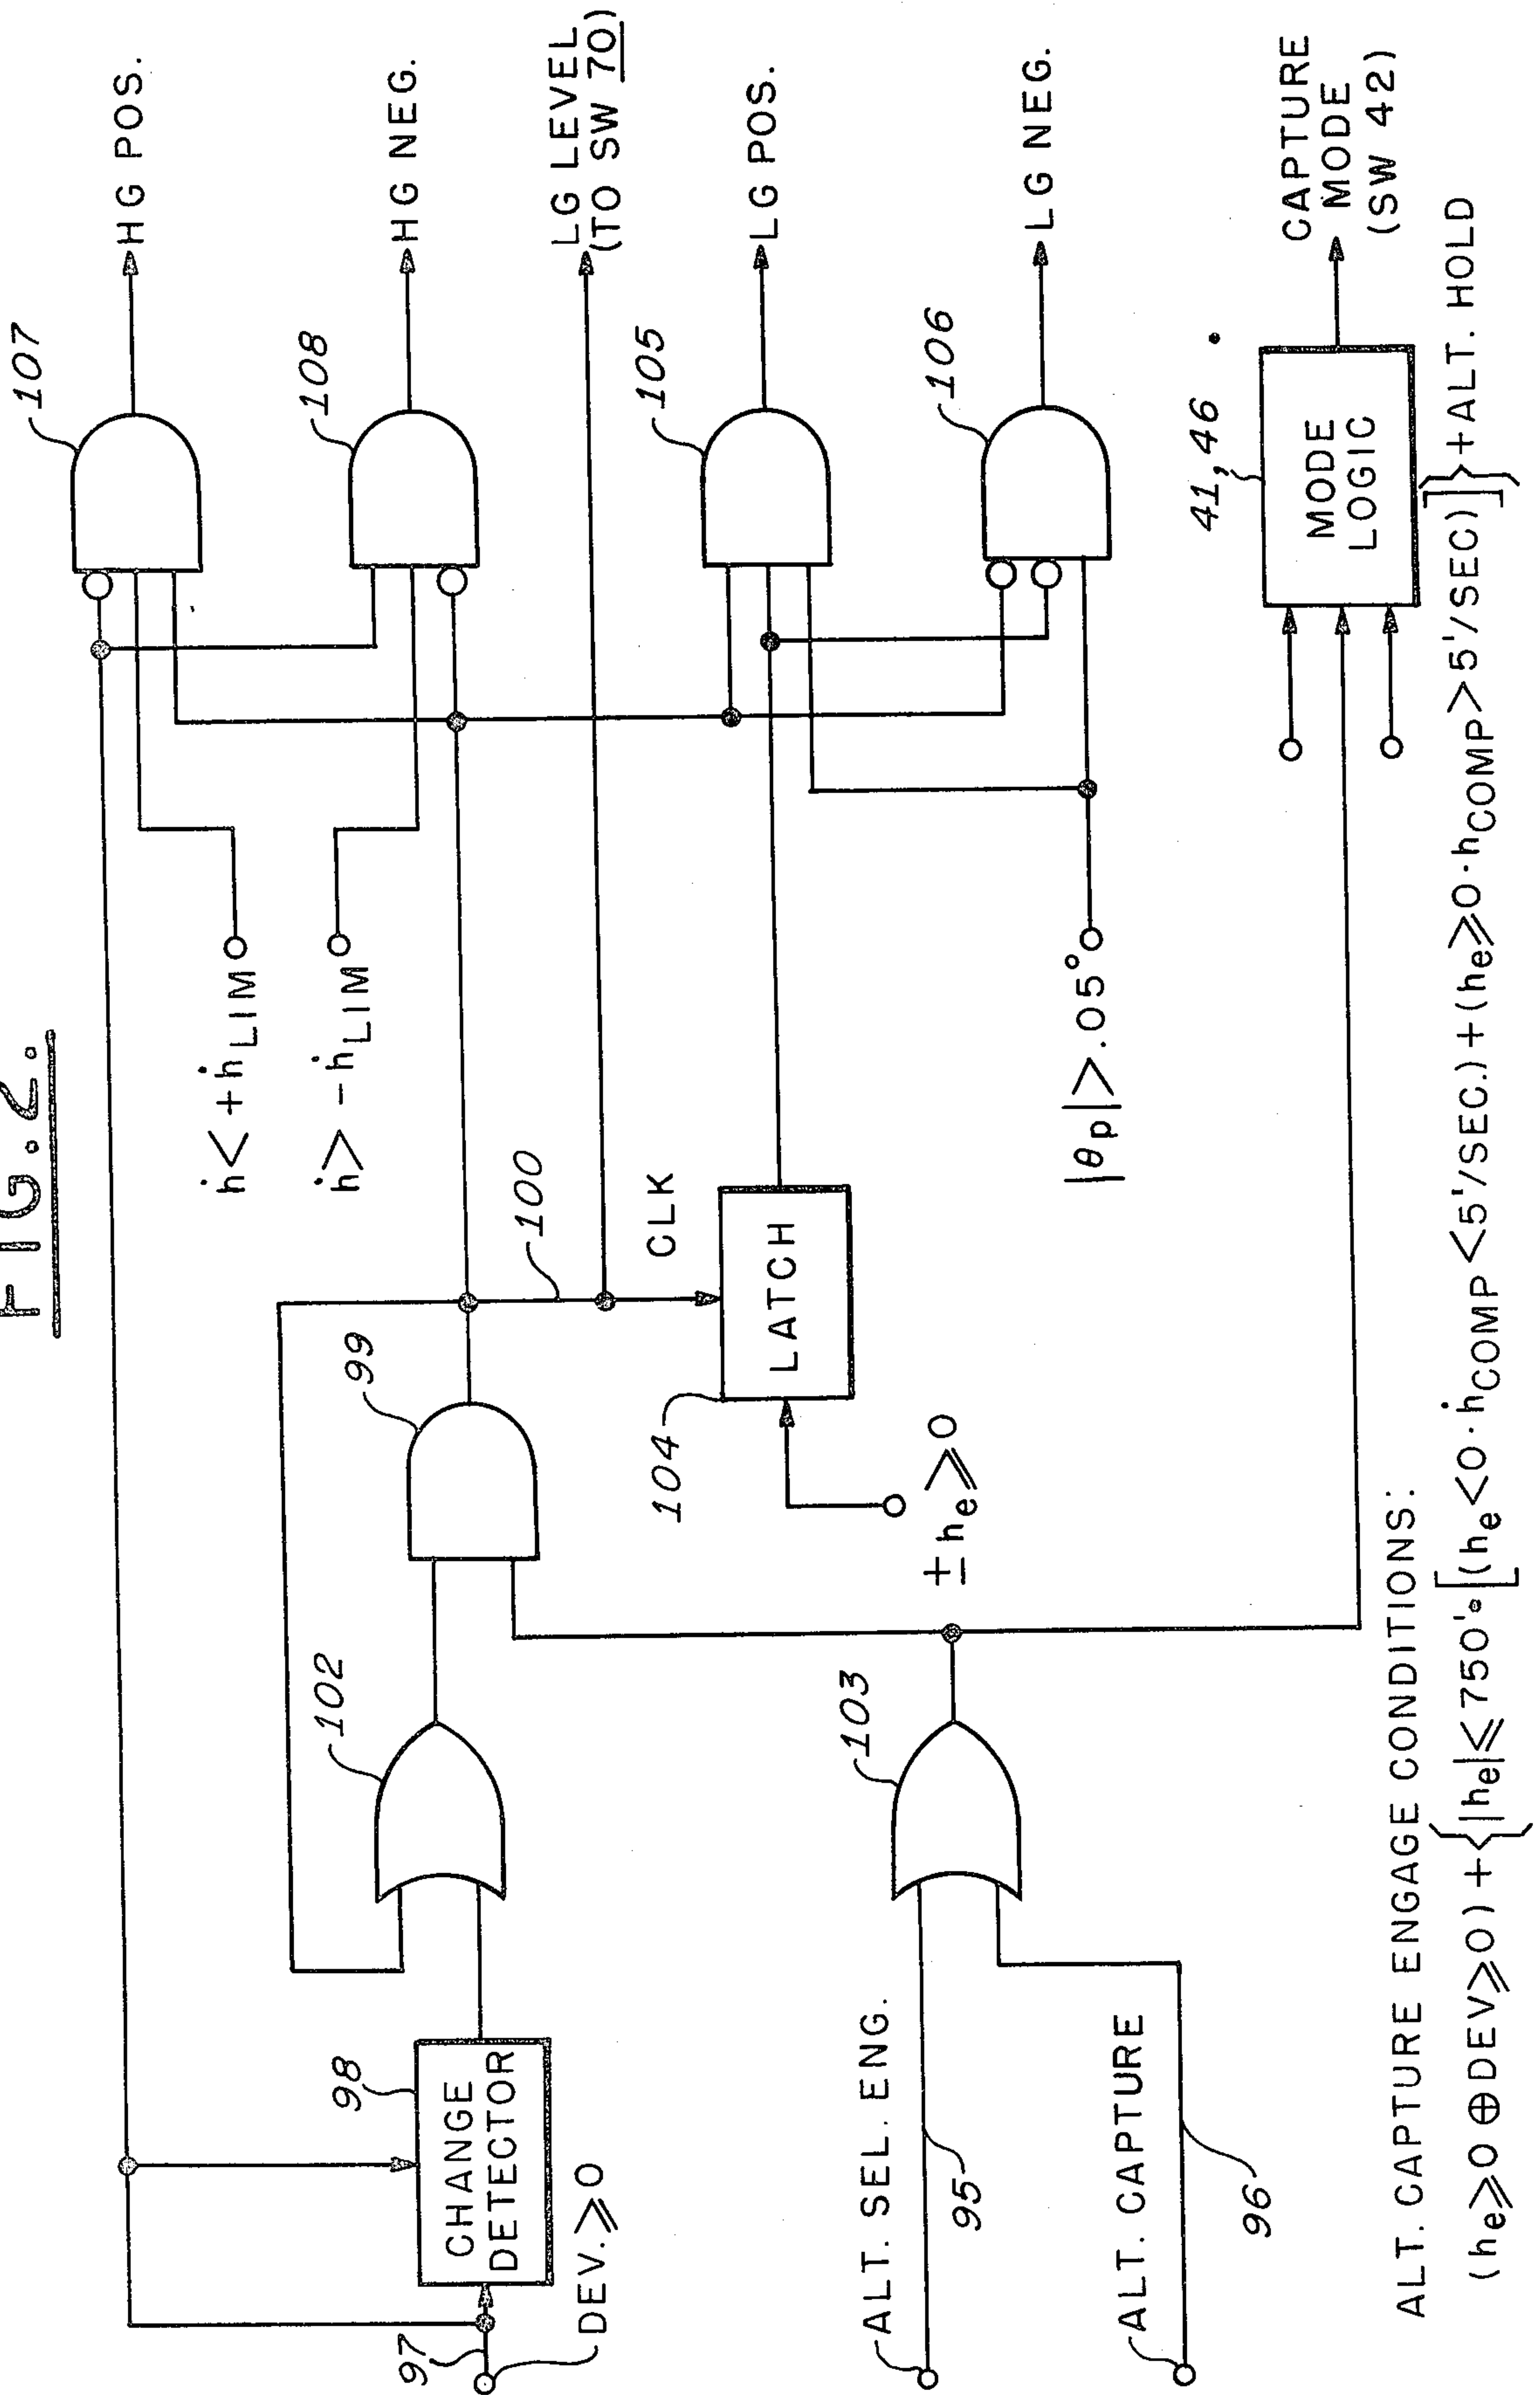 FIG. 2.
107
HG POS.
ḣ < + ḣLIM
108
HG NEG.
ḣ > - ḣLIM
98
CHANGE
DETECTOR
97
DEV. ⩾ 0
102
99
100
LG LEVEL
(TO SW 70)
CLK
104
LATCH
± he ⩾ 0
105
LG POS.
106
LG NEG.
|θp| > .05°
ALT. SEL. ENG.
95
103
ALT. CAPTURE
96
41, 46
MODE
LOGIC
CAPTURE
MODE
(SW 42)
ALT. CAPTURE ENGAGE CONDITIONS:
(he ⩾ 0 ⊕ DEV ⩾ 0) + {|he| ⩽ 750' • [(he < 0 · ḣCOMP < 5'/SEC.) + (he ⩾ 0 · hCOMP > 5'/SEC)]} + ALT. HOLD